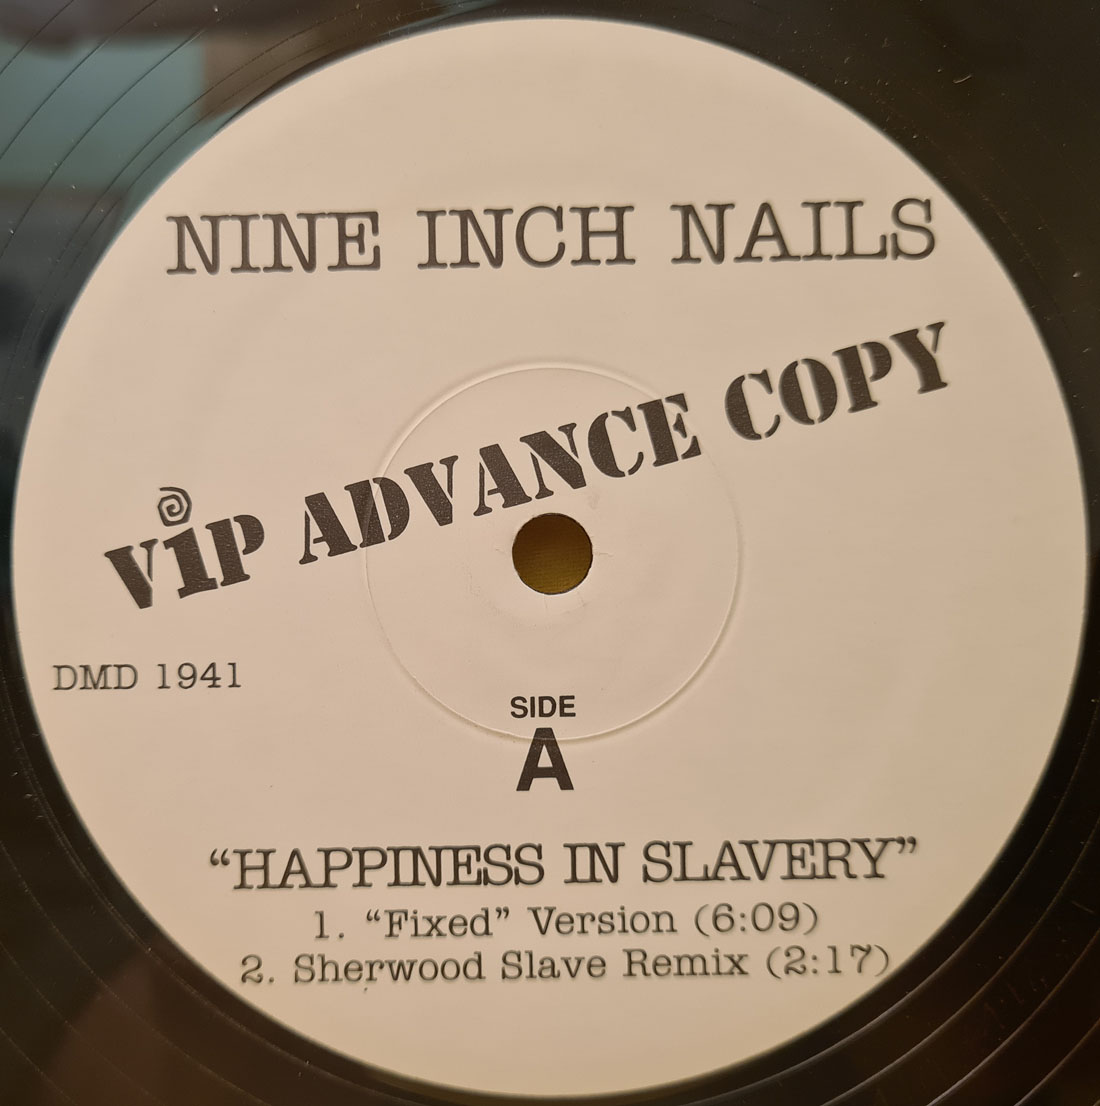 NINE INCH NAILS
ViP ADVANCE COPY
DMD 1941
SIDE
A
“HAPPINESS IN SLAVERY”
1. “Fixed” Version (6:09)
2. Sherwood Slave Remix (2:17)